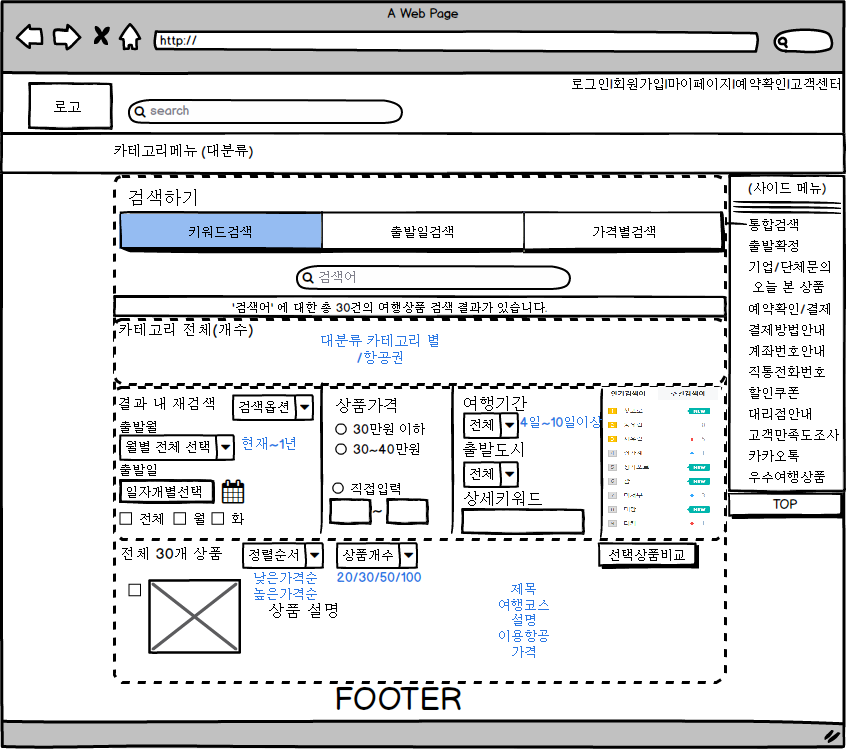 A Web Page
http://
로그인|회원가입|마이페이지|예약확인|고객센터
로고
search
카테고리메뉴 (대분류)
검색하기
키워드검색 출발일검색 가격별검색
검색어
'검색어' 에 대한 총 30건의 여행상품 검색 결과가 있습니다.
카테고리 전체(개수)
대분류 카테고리 별
/항공권
결과 내 재검색 검색옵션
출발월
월별 전체 선택 현재~1년
출발일
일자개별선택
전체 월 화
상품가격
30만원 이하
30~40만원
직접입력
~
여행기간
전체 4일~10일이상
출발도시
전체
상세키워드
인기검색어 추천검색어
전체 30개 상품 정렬순서 상품개수 선택상품비교
낮은가격순
높은가격순
20/30/50/100
상품 설명
제목
여행코스
설명
이용항공
가격
(사이드 메뉴)
통합검색
출발확정
기업/단체문의
오늘 본 상품
예약확인/결제
결제방법안내
계좌번호안내
직통전화번호
할인쿠폰
대리점안내
고객만족도조사
카카오톡
우수여행상품
TOP
FOOTER